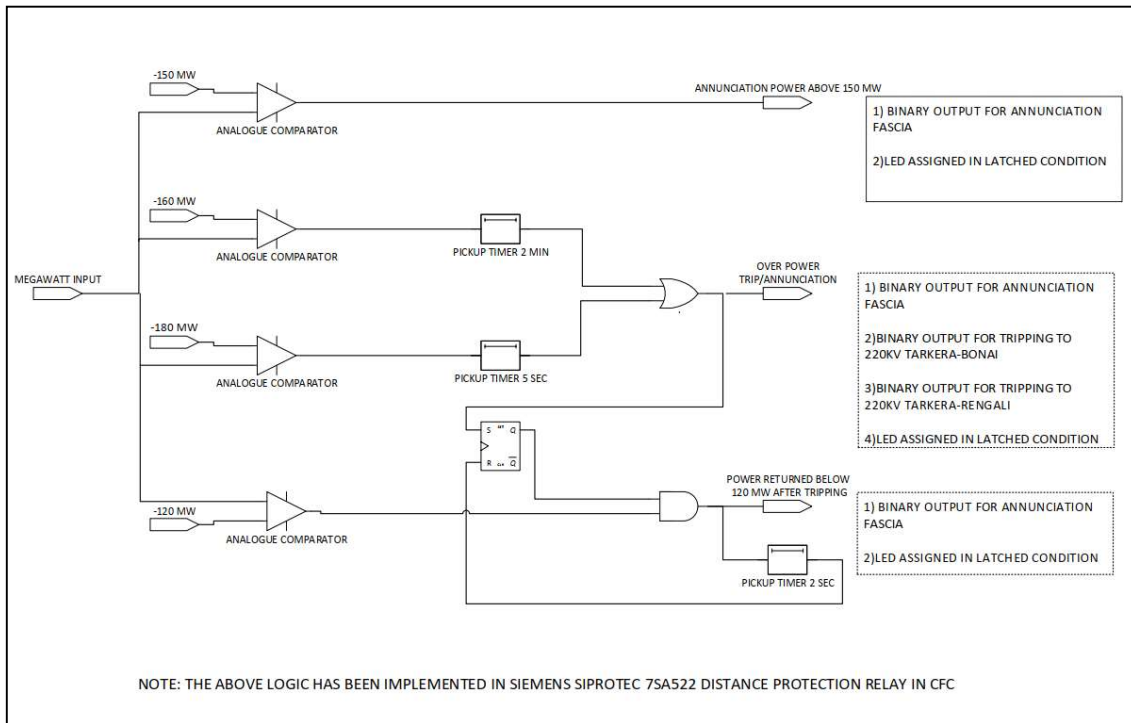 -150 MW
ANALOGUE COMPARATOR
ANNUNCIATION POWER ABOVE 150 MW
1) BINARY OUTPUT FOR ANNUNCIATION
FASCIA
2)LED ASSIGNED IN LATCHED CONDITION
-160 MW
ANALOGUE COMPARATOR
PICKUP TIMER 2 MIN
MEGAWATT INPUT
OVER POWER
TRIP/ANNUNCIATION
1) BINARY OUTPUT FOR ANNUNCIATION
FASCIA
2)BINARY OUTPUT FOR TRIPPING TO
220KV TARKERA-BONAI
3)BINARY OUTPUT FOR TRIPPING TO
220KV TARKERA-RENGALI
4)LED ASSIGNED IN LATCHED CONDITION
-180 MW
ANALOGUE COMPARATOR
PICKUP TIMER 5 SEC
S Q
R Q
-120 MW
ANALOGUE COMPARATOR
POWER RETURNED BELOW
120 MW AFTER TRIPPING
PICKUP TIMER 2 SEC
1) BINARY OUTPUT FOR ANNUNCIATION
FASCIA
2)LED ASSIGNED IN LATCHED CONDITION
NOTE: THE ABOVE LOGIC HAS BEEN IMPLEMENTED IN SIEMENS SIPROTEC 7SA522 DISTANCE PROTECTION RELAY IN CFC